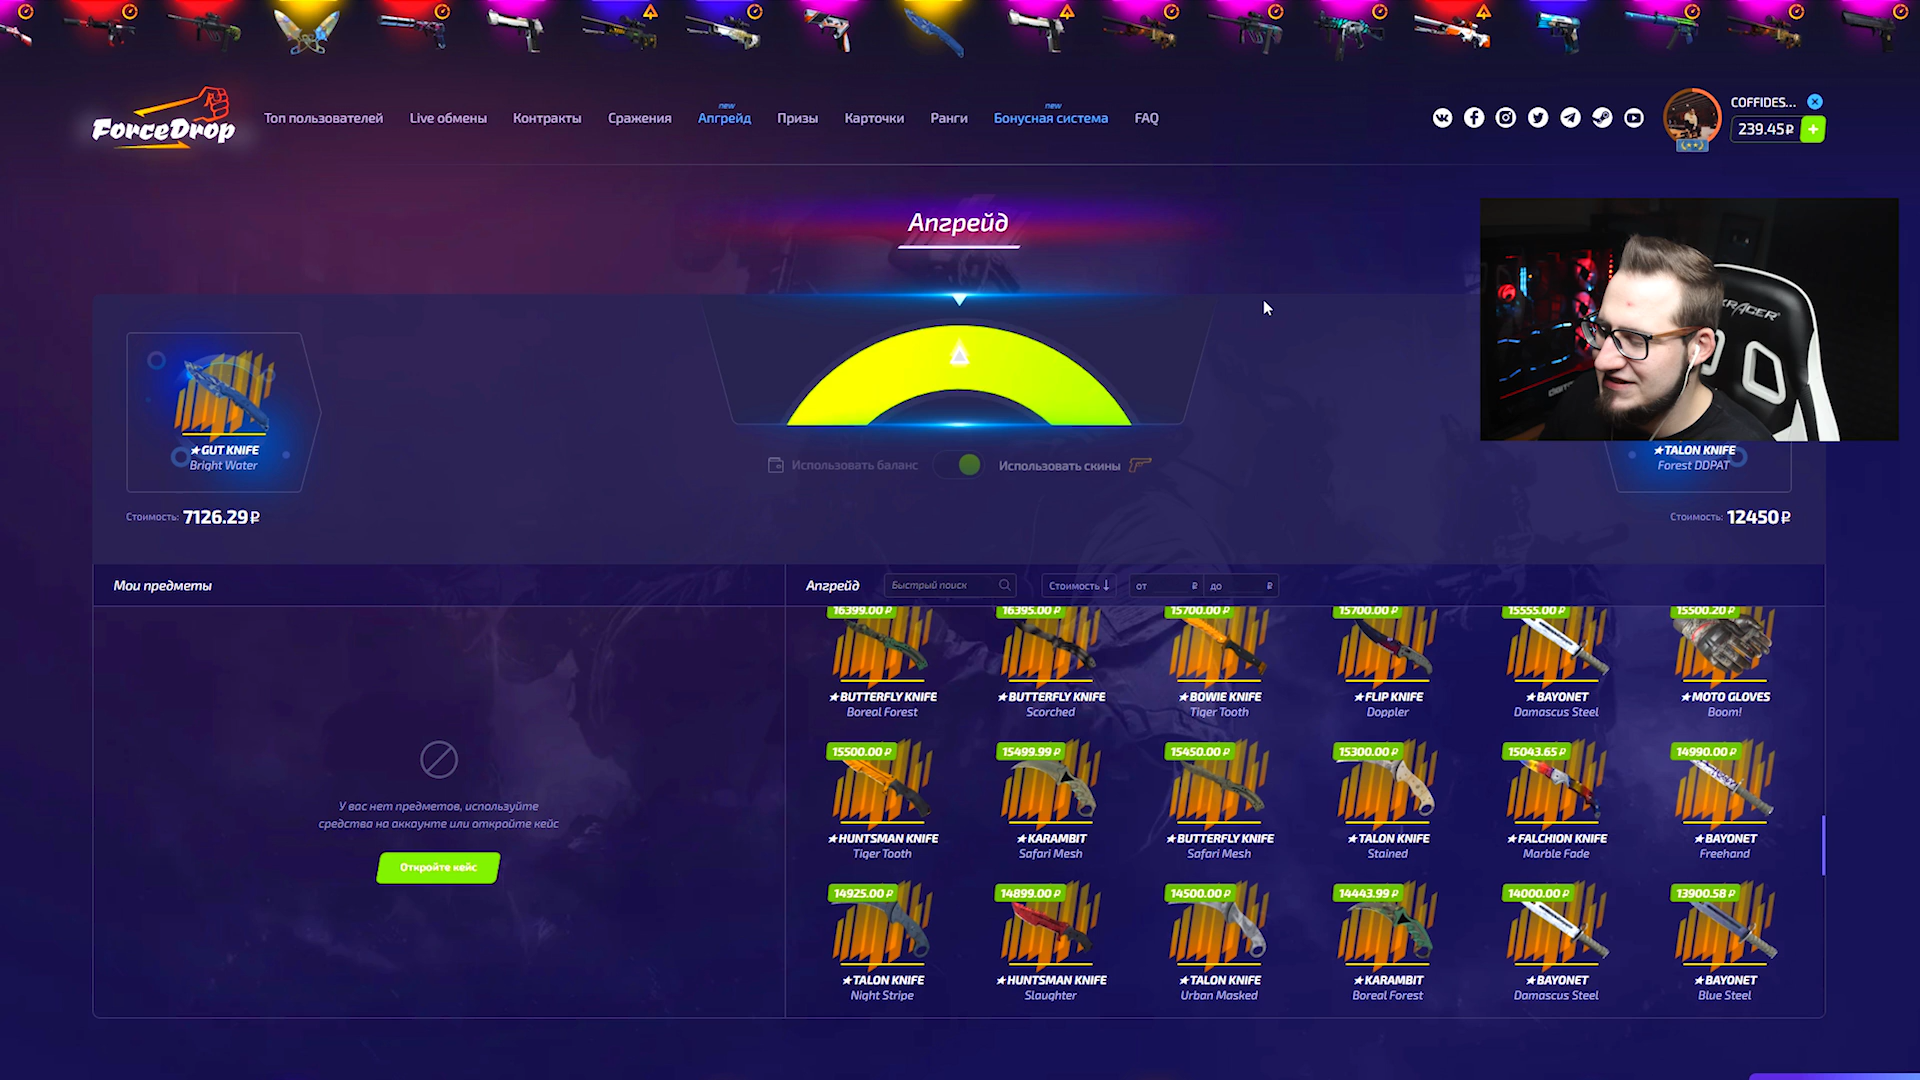 ForceDrop
Топ пользователей
Live обмены
Контракты
Сражения
new
Апгрейд
Призы
Карточки
Ранги
new
Бонусная система
FAQ
COFFIDES...
239.45₽
Апгрейд
★GUT KNIFE
Bright Water
Стоимость: 7126.29₽
Использовать баланс
Использовать скины
★TALON KNIFE
Forest DDPAT
Стоимость: 12450₽
Мои предметы
У вас нет предметов, используйте
средства на аккаунте или откройте кейс
Откройте кейс
Апгрейд
Быстрый поиск
Стоимость
от ₽ до ₽
16399.00 ₽ 16395.00 ₽ 15700.00 ₽ 15700.00 ₽ 15555.00 ₽ 15500.20 ₽
★BUTTERFLY KNIFE ★BUTTERFLY KNIFE ★BOWIE KNIFE ★FLIP KNIFE ★BAYONET ★MOTO GLOVES
Boreal Forest Scorched Tiger Tooth Doppler Damascus Steel Boom!
15500.00 ₽ 15499.99 ₽ 15450.00 ₽ 15300.00 ₽ 15043.65 ₽ 14990.00 ₽
★HUNTSMAN KNIFE ★KARAMBIT ★BUTTERFLY KNIFE ★TALON KNIFE ★FALCHION KNIFE ★BAYONET
Tiger Tooth Safari Mesh Safari Mesh Stained Marble Fade Freehand
14925.00 ₽ 14899.00 ₽ 14500.00 ₽ 14443.99 ₽ 14000.00 ₽ 13900.58 ₽
★TALON KNIFE ★HUNTSMAN KNIFE ★TALON KNIFE ★KARAMBIT ★BAYONET ★BAYONET
Night Stripe Slaughter Urban Masked Boreal Forest Damascus Steel Blue Steel